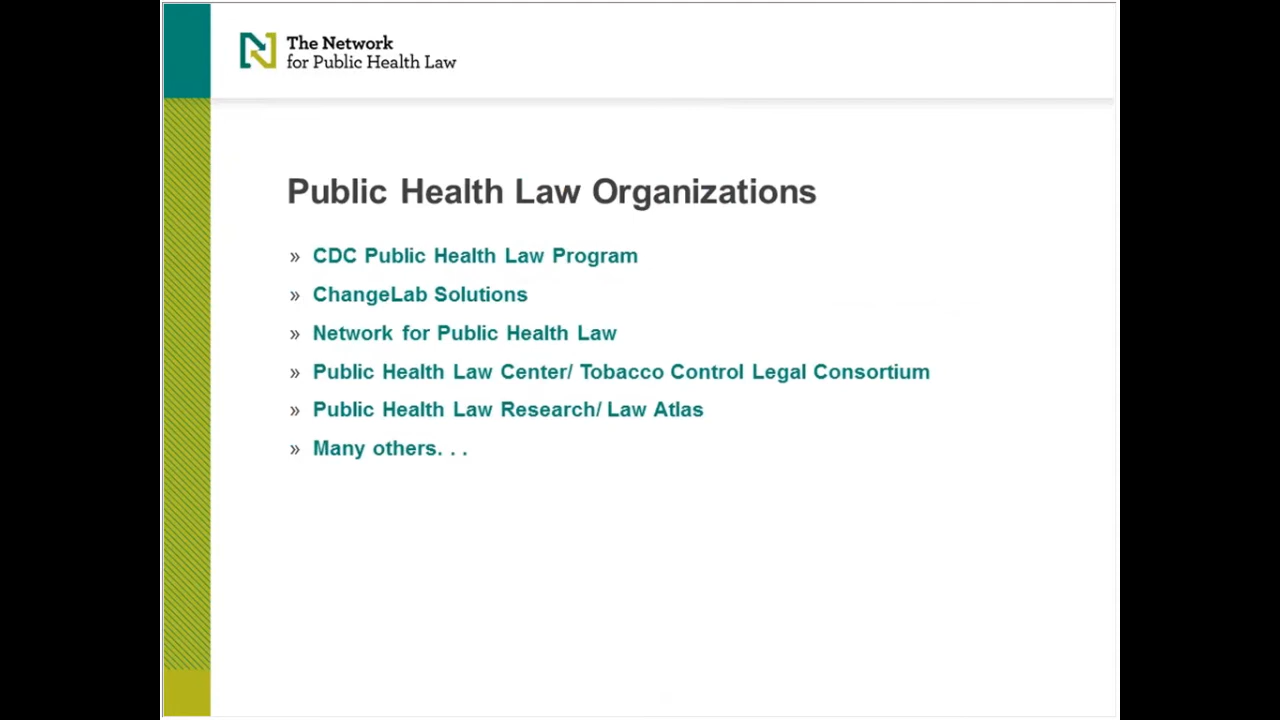 The Network
for Public Health Law
Public Health Law Organizations
» CDC Public Health Law Program
» ChangeLab Solutions
» Network for Public Health Law
» Public Health Law Center/ Tobacco Control Legal Consortium
» Public Health Law Research/ Law Atlas
» Many others. . .